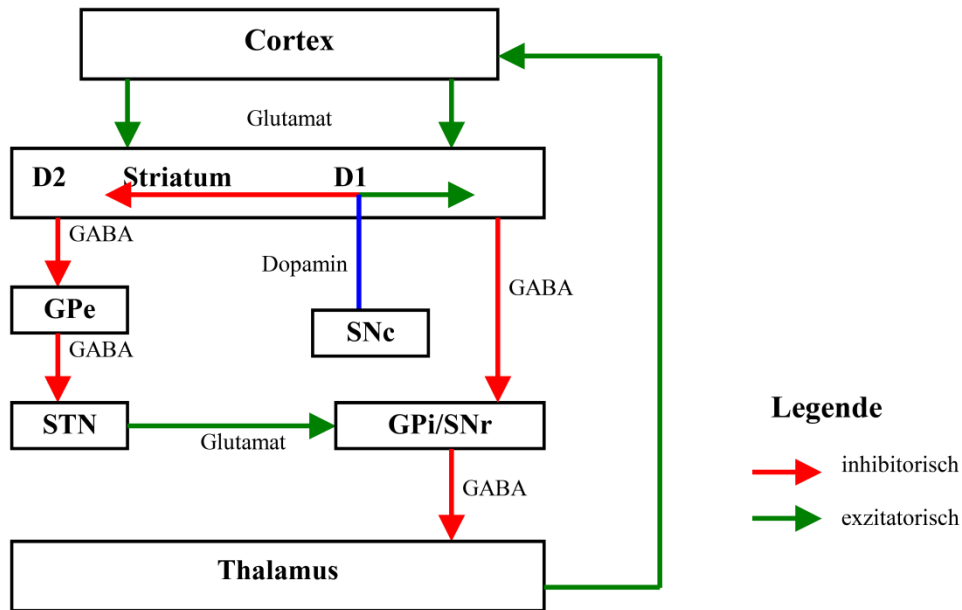 Cortex
Glutamat
D2 Striatum D1
GABA
Dopamin
GABA
GPe
SNc
GABA
STN
GPi/SNr
Glutamat
GABA
Thalamus
Legende
inhibitorisch
exzitatorisch